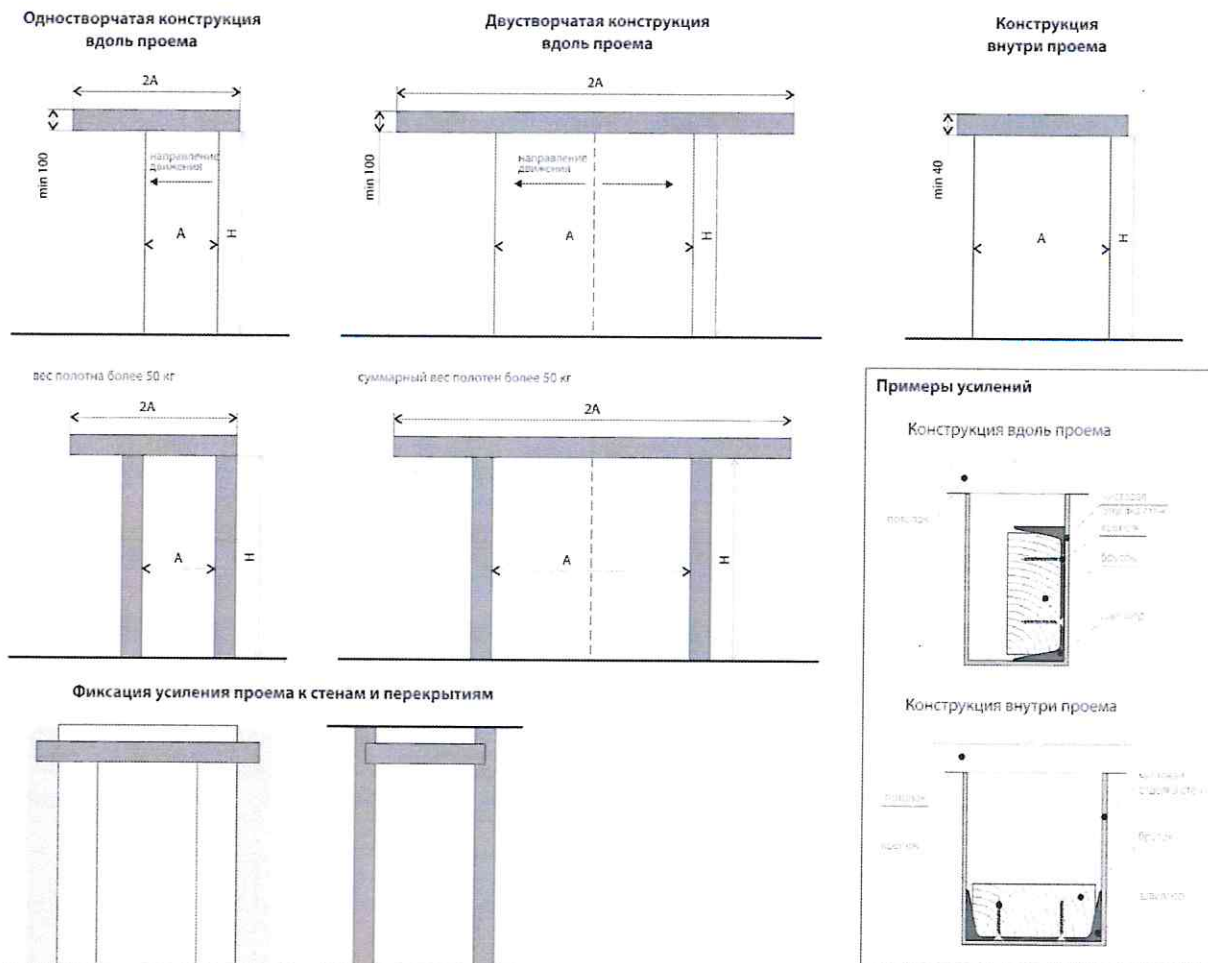 Одностворчатая конструкция
вдоль проема
2A
min 100
направление
движения
A
H
Двустворчатая конструкция
вдоль проема
2A
min 100
направление
движения
A
H
Конструкция
внутри проема
min 40
A
H
вес полотна более 50 кг
2A
A
H
суммарный вес полотен более 50 кг
2A
A
H
Примеры усилений
Конструкция вдоль проема
потолок
брусок
швеллер
Конструкция внутри проема
брусок
швеллер
Фиксация усиления проема к стенам и перекрытиям